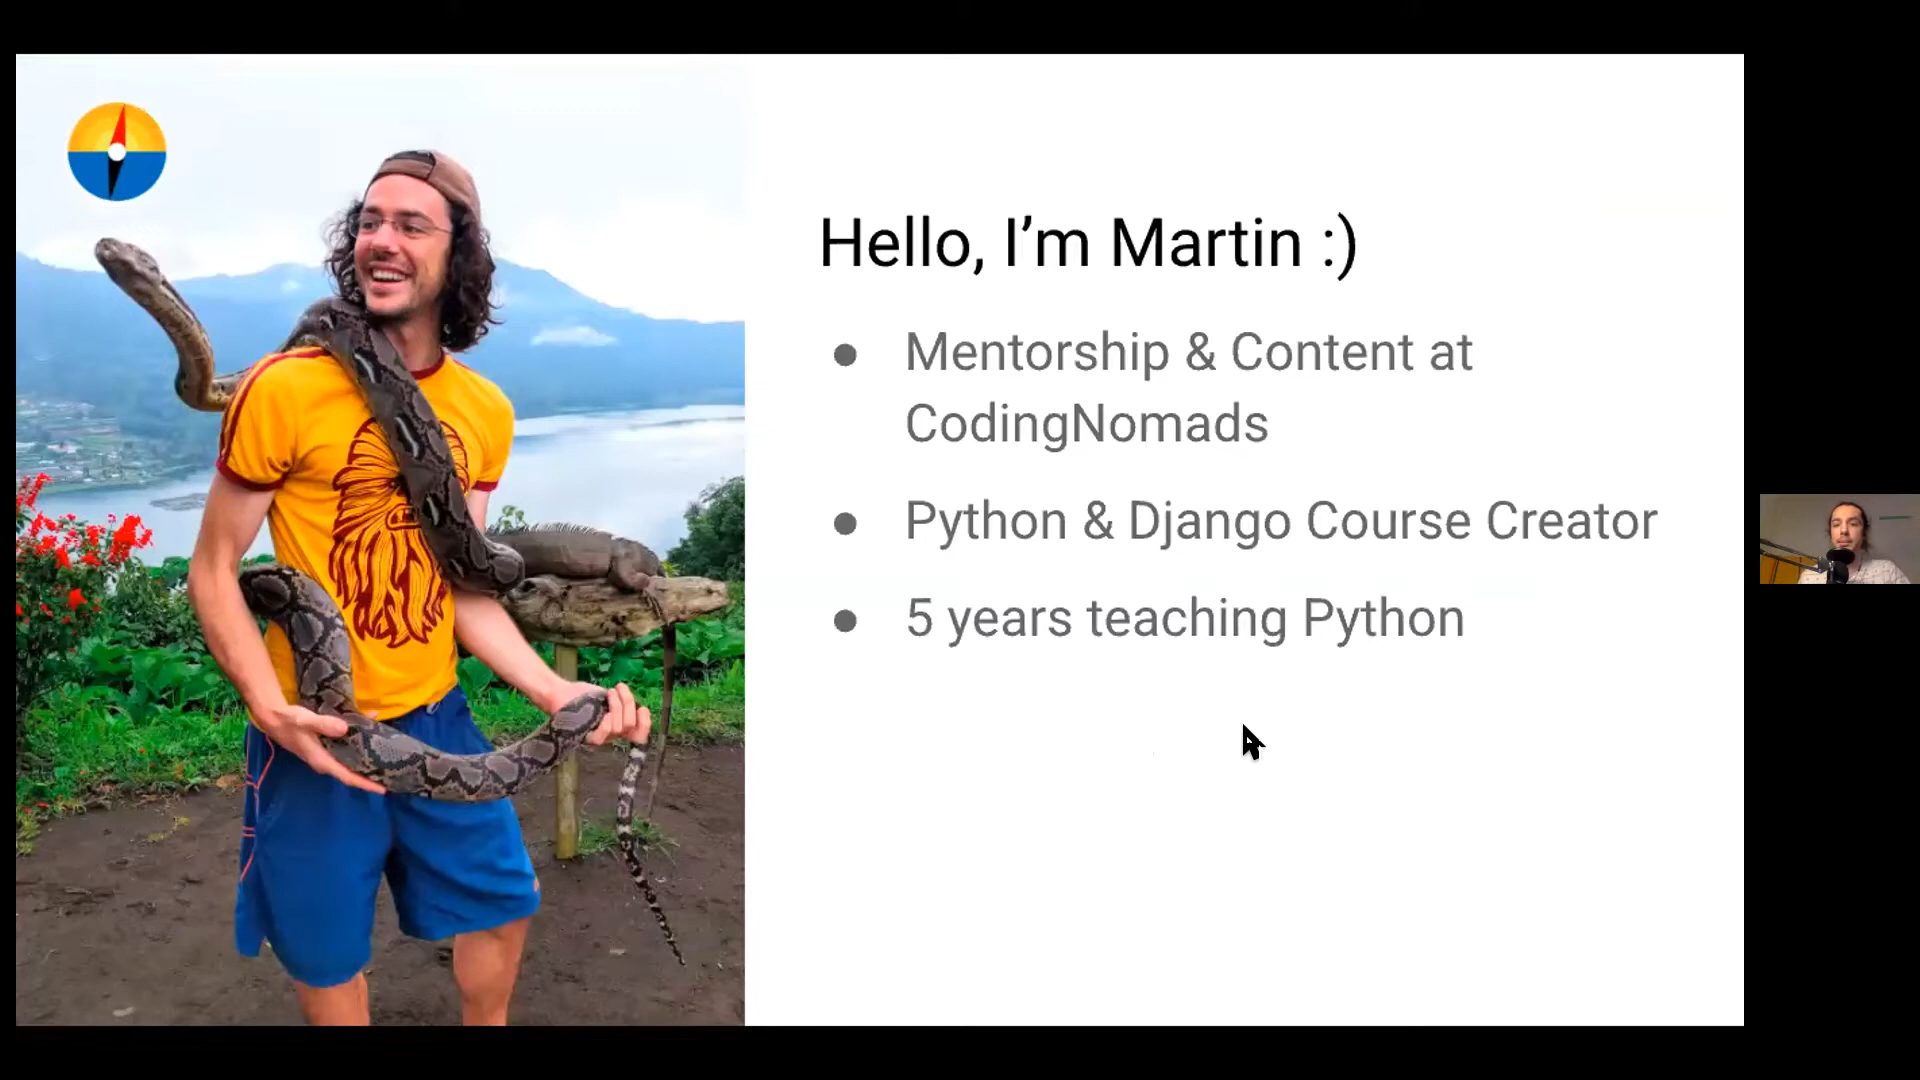 Hello, I’m Martin :)
● Mentorship & Content at
CodingNomads
● Python & Django Course Creator
● 5 years teaching Python